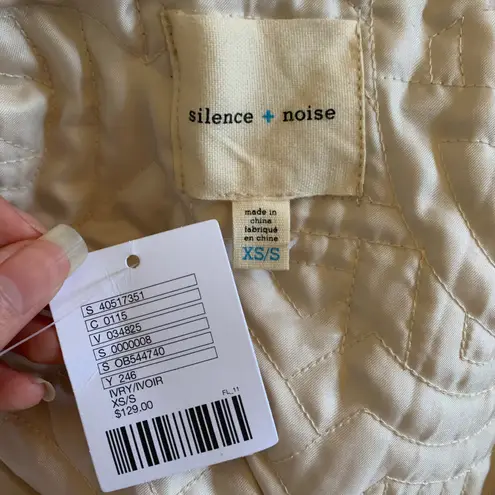 silence + noise
made in
china
fabriqué
en chine
XS/S
S 40517351
C 0115
V 034825
S 0000008
S OB544740
Y 246
IVRY/IVOIR
XS/S
$129.00
FL_11